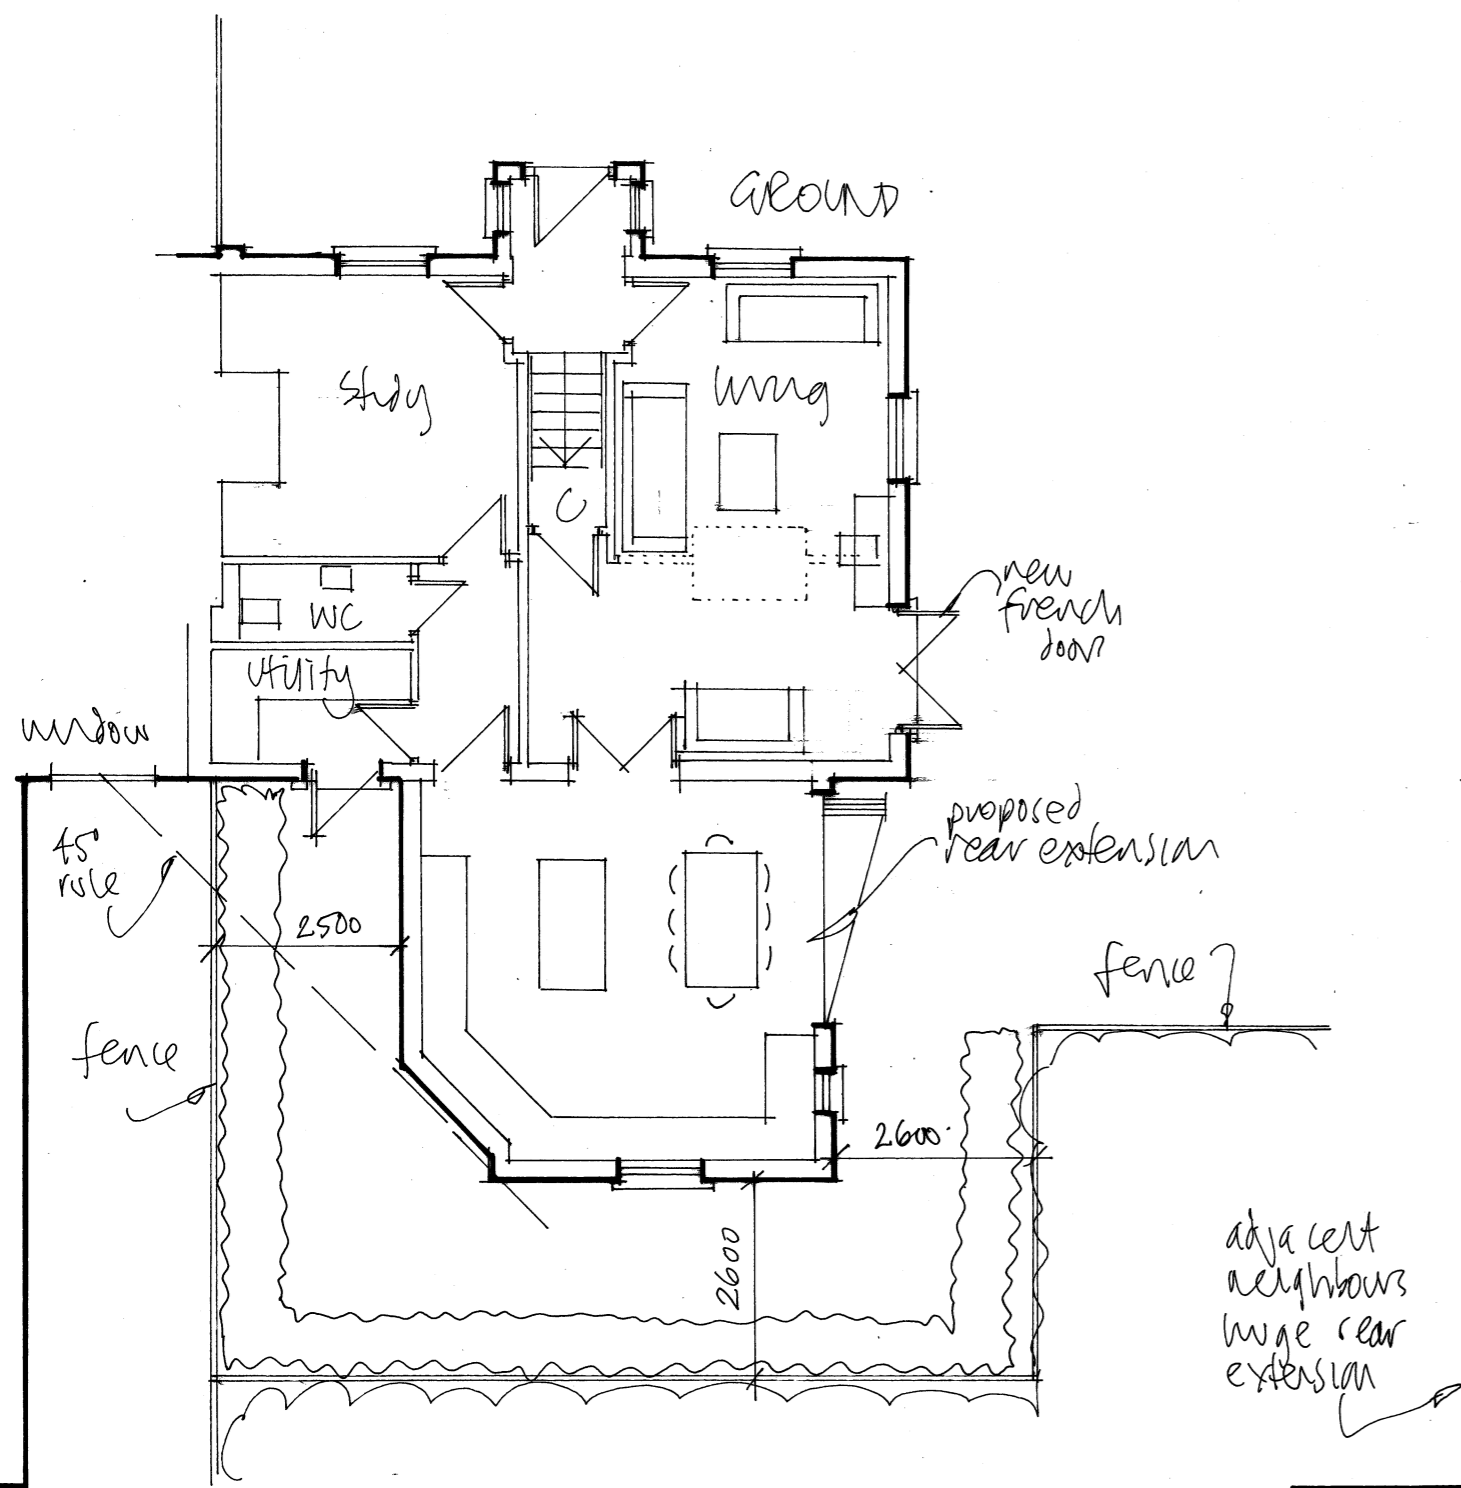 GROUND
Study
living
C
new
french
door
WC
utility
window
45°
rule
2500
proposed
rear extension
fence
fence
2600
2600
adjacent
neighbours
huge rear
extension